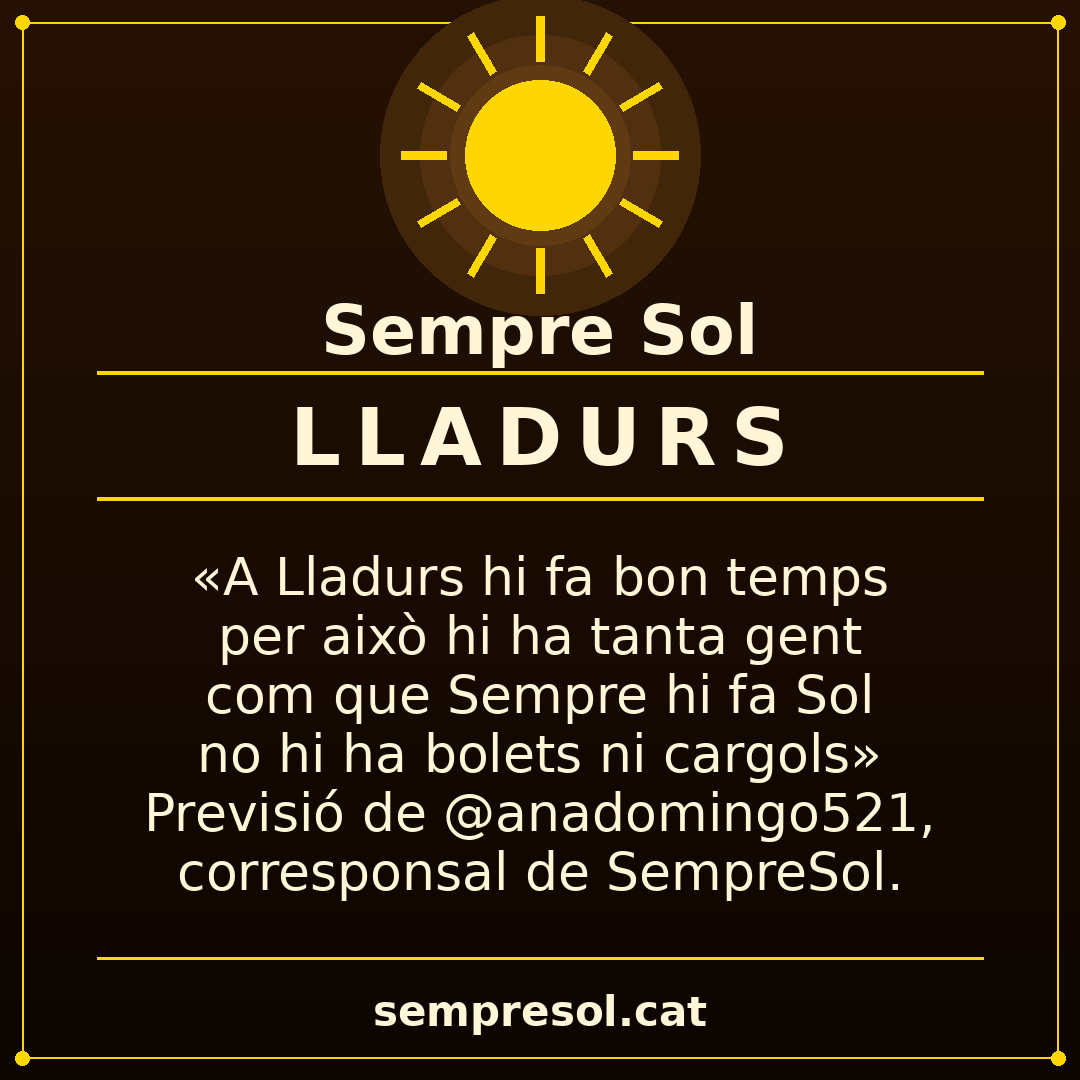 Sempre Sol
LLADURS
«A Lladurs hi fa bon temps
per això hi ha tanta gent
com que Sempre hi fa Sol
no hi ha bolets ni cargols»
Previsió de @anadomingo521,
corresponsal de SempreSol.
sempresol.cat